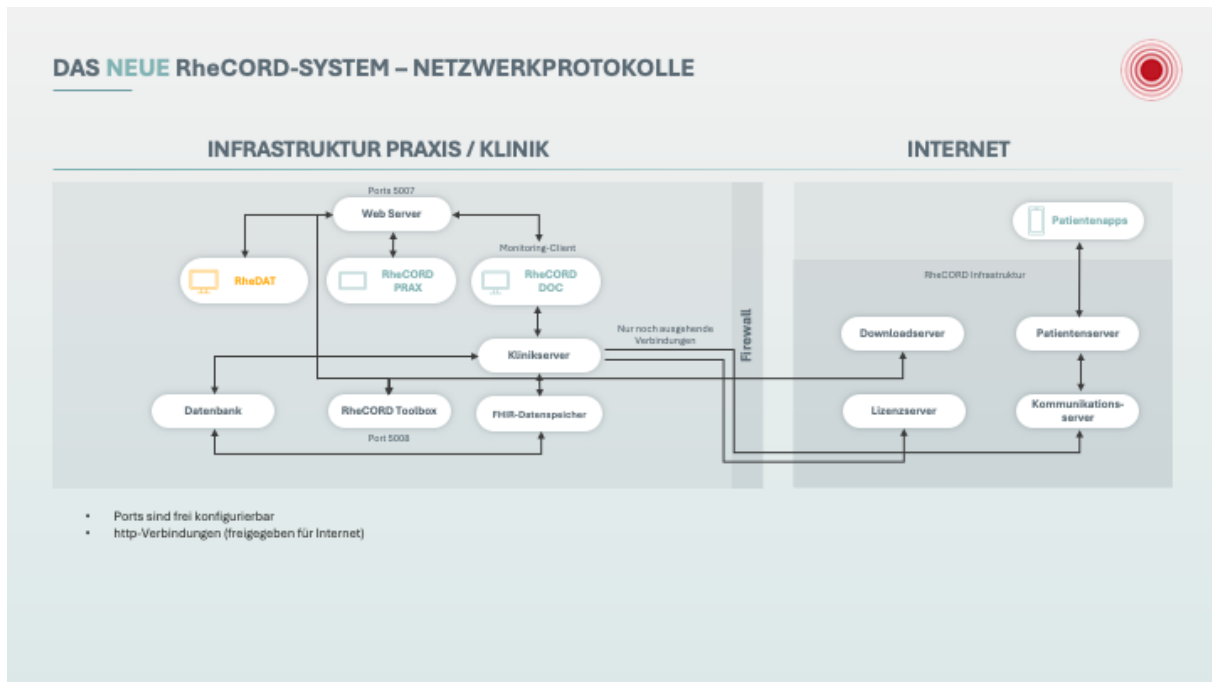 DAS NEUE RheCORD-SYSTEM – NETZWERKPROTOKOLLE
INFRASTRUKTUR PRAXIS / KLINIK
INTERNET
Ports 5007
Web Server
Patientenapps
Monitoring-Client
RheDAT
RheCORD
PRAX
RheCORD
DOC
RheCORD Infrastruktur
Nur noch ausgehende
Verbindungen
Firewall
Klinikserver
Downloadserver
Patientenserver
Datenbank
RheCORD Toolbox
FHIR-Datenspeicher
Lizenzserver
Kommunikations-
server
Port 5008
▪ Ports sind frei konfigurierbar
▪ http-Verbindungen (freigegeben für Internet)